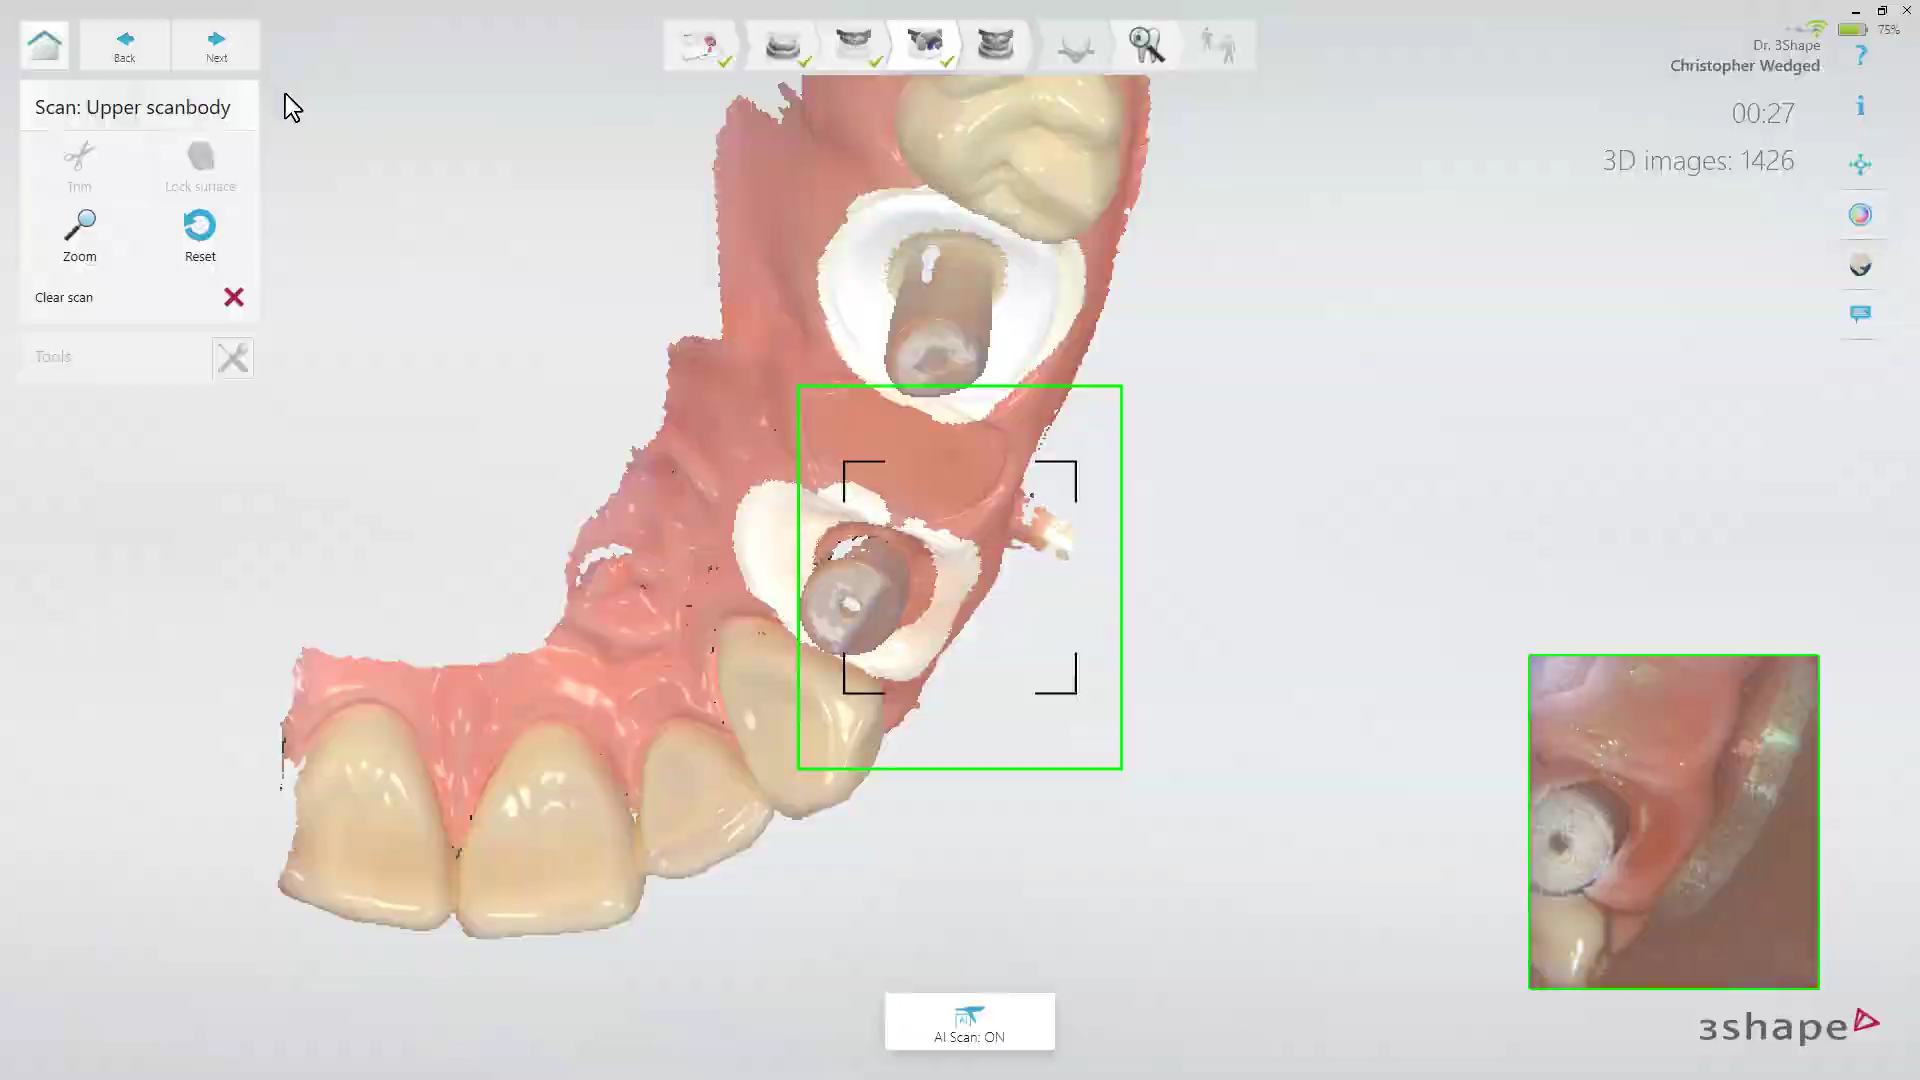 Back
Next
Scan: Upper scanbody
Trim
Lock surface
Zoom
Reset
Clear scan
Tools
75%
Dr. 3Shape
Christopher Wedged
00:27
3D images: 1426
?
i
AI
AI Scan: ON
3shape